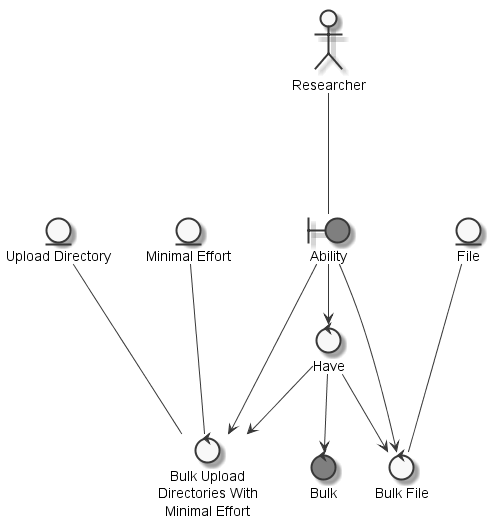 Researcher
Upload Directory
Minimal Effort
Ability
File
Have
Bulk Upload
Directories With
Minimal Effort
Bulk
Bulk File